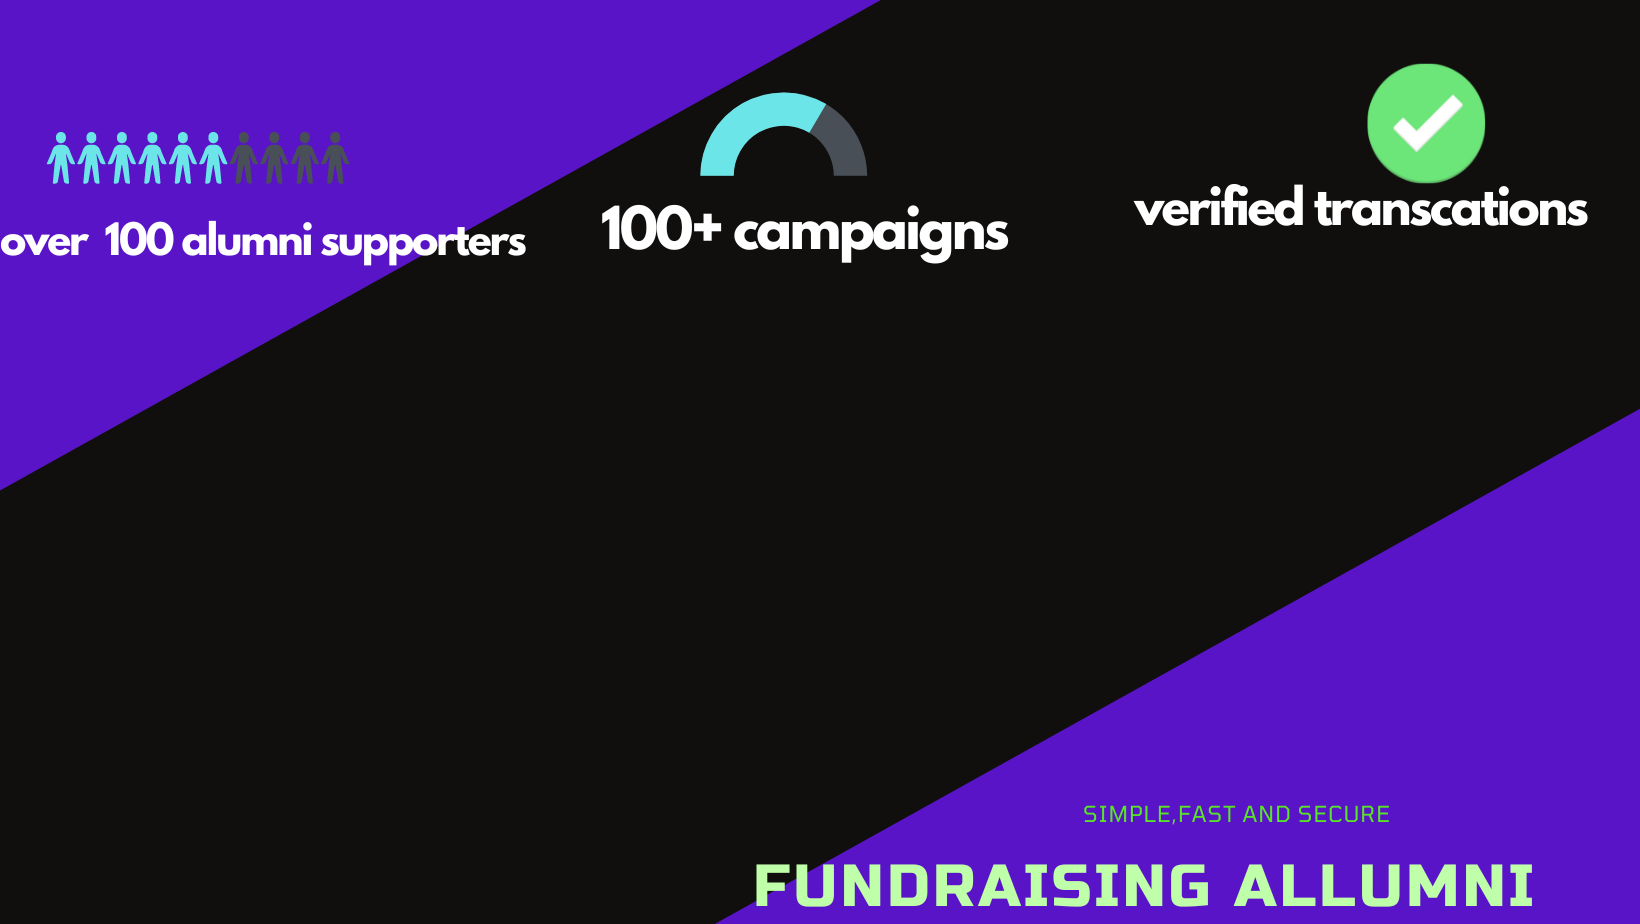 over 100 alumni supporters
100+ campaigns
verified transcations
SIMPLE,FAST AND SECURE
FUNDRAISING ALLUMNI